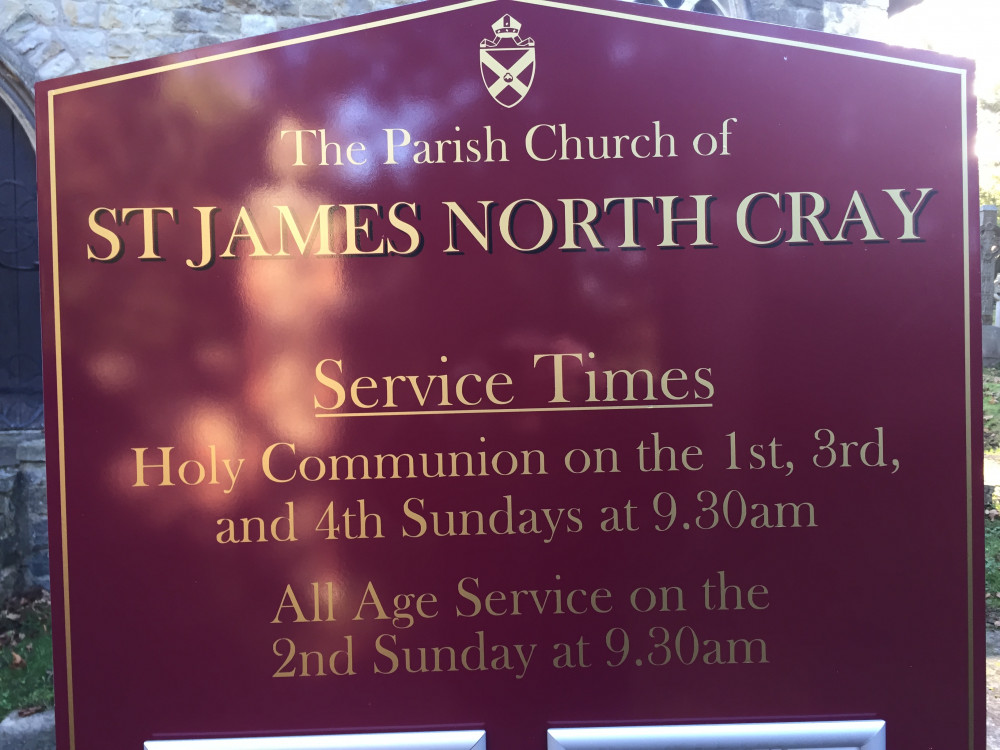 The Parish Church of
ST JAMES NORTH CRAY
Service Times
Holy Communion on the 1st, 3rd,
and 4th Sundays at 9.30am
All Age Service on the
2nd Sunday at 9.30am